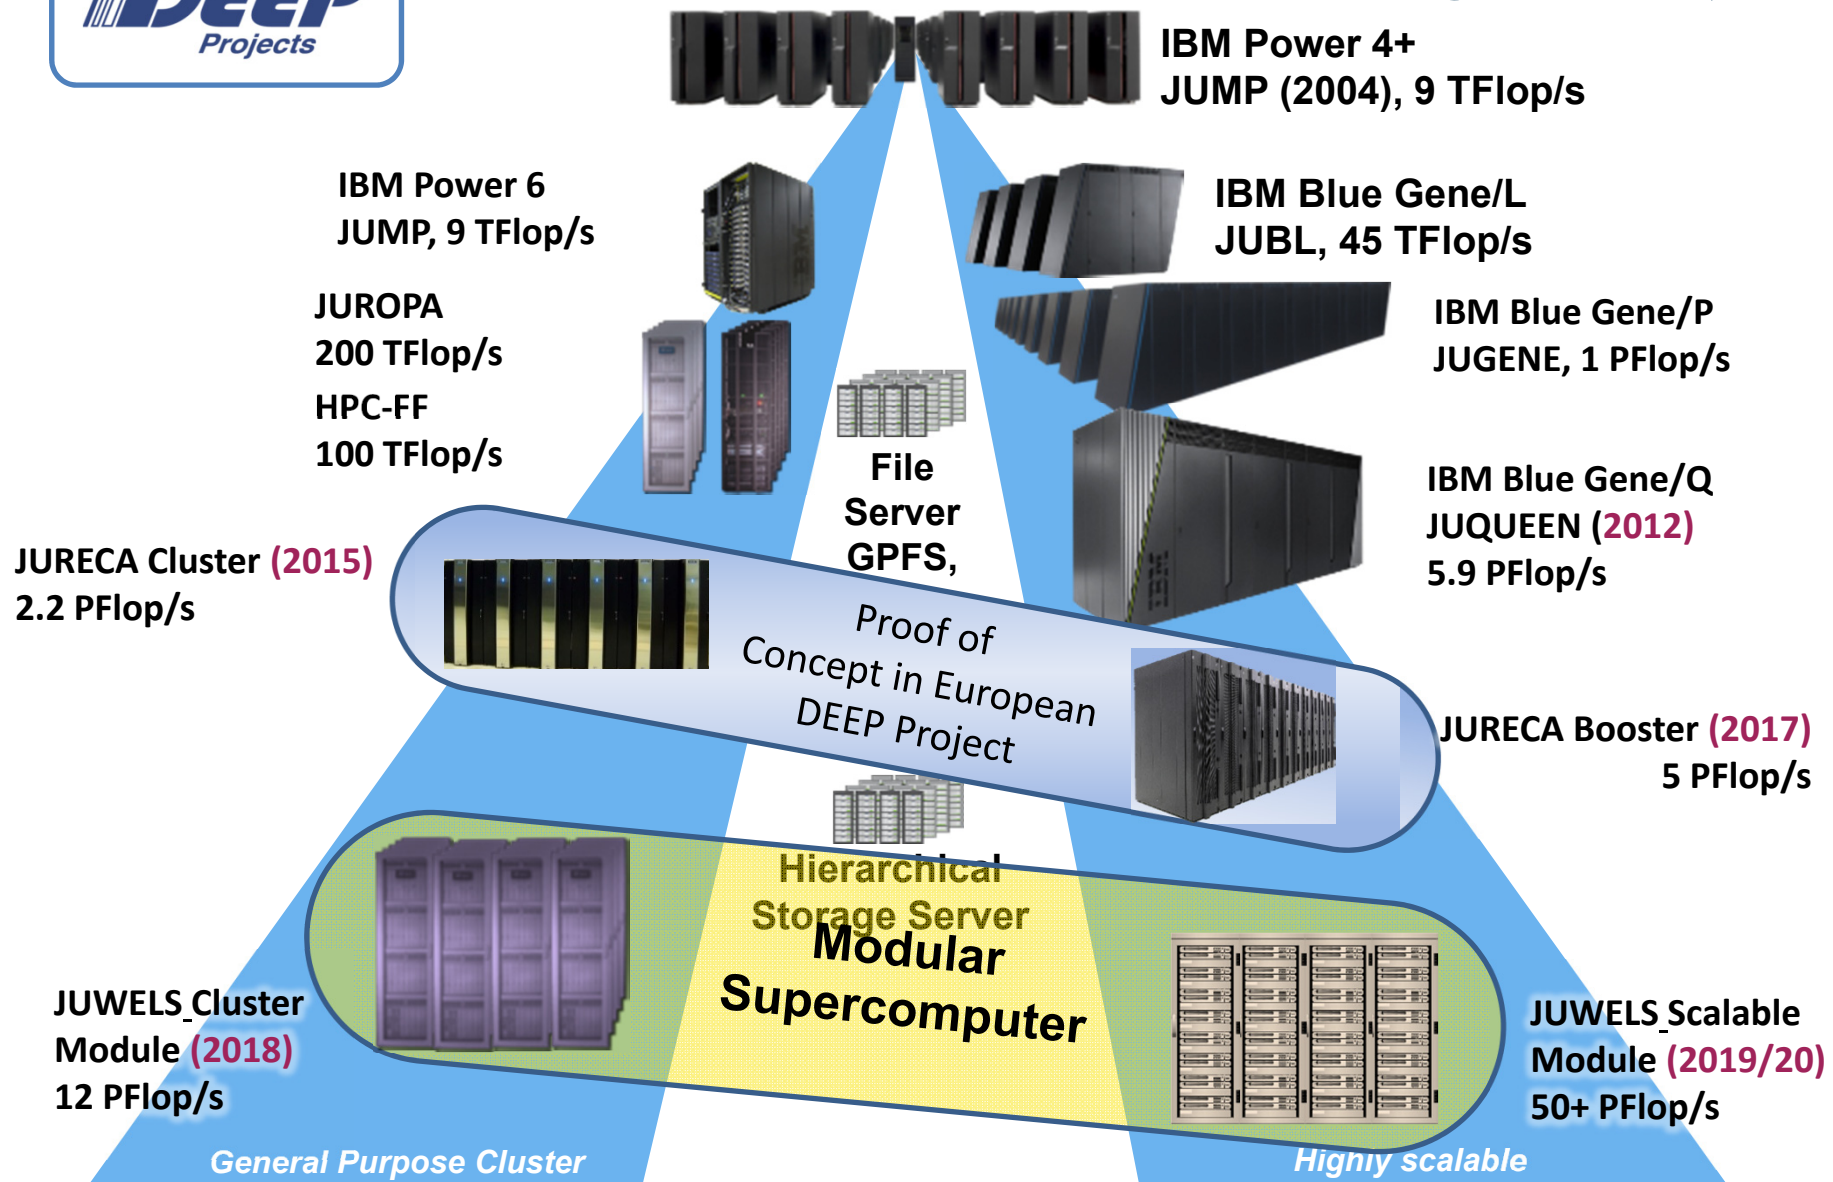 DEEP
Projects
IBM Power 4+
JUMP (2004), 9 TFlop/s
IBM Power 6
JUMP, 9 TFlop/s
IBM Blue Gene/L
JUBL, 45 TFlop/s
JUROPA
200 TFlop/s
HPC-FF
100 TFlop/s
IBM Blue Gene/P
JUGENE, 1 PFlop/s
File
Server
GPFS,
IBM Blue Gene/Q
JUQUEEN (2012)
5.9 PFlop/s
JURECA Cluster (2015)
2.2 PFlop/s
Proof of
Concept in European
DEEP Project
JURECA Booster (2017)
5 PFlop/s
Hierarchical
Storage Server
Modular
Supercomputer
JUWELS Cluster
Module (2018)
12 PFlop/s
JUWELS Scalable
Module (2019/20)
50+ PFlop/s
General Purpose Cluster
Highly scalable